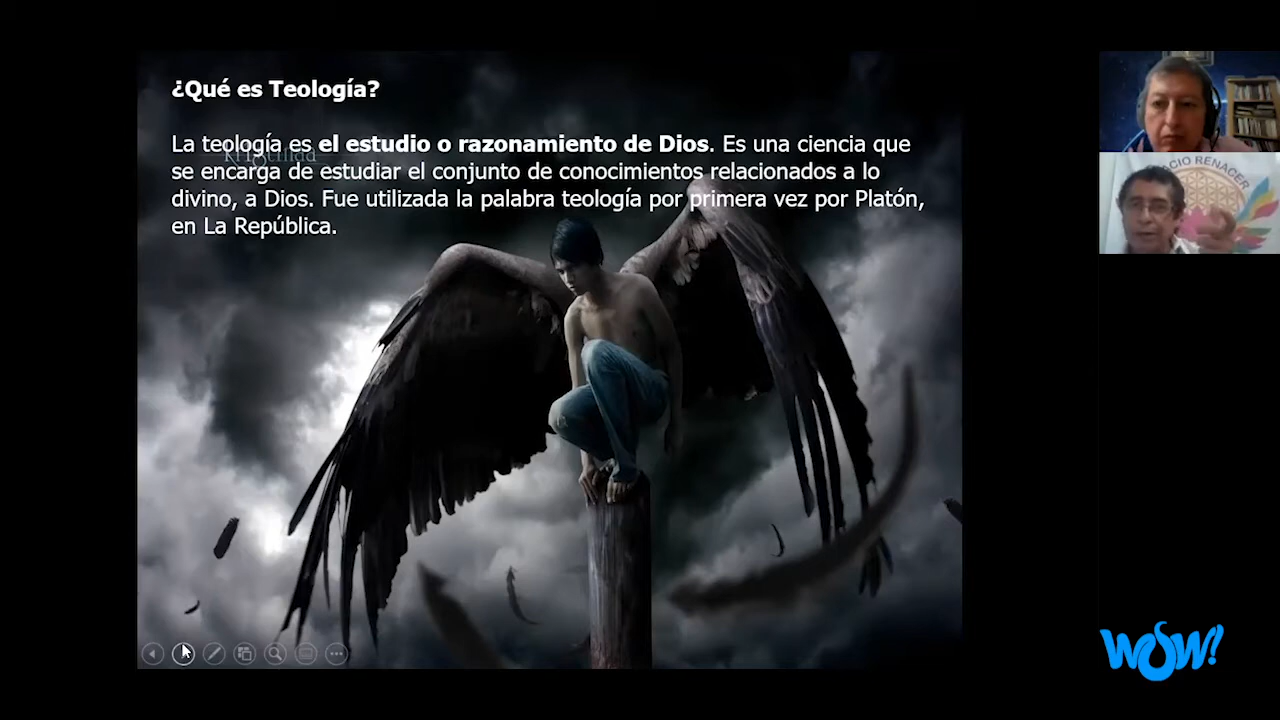 ¿Qué es Teología?
La teología es el estudio o razonamiento de Dios. Es una ciencia que
se encarga de estudiar el conjunto de conocimientos relacionados a lo
divino, a Dios. Fue utilizada la palabra teología por primera vez por Platón,
en La República.
ACIO RENACER
WOW!